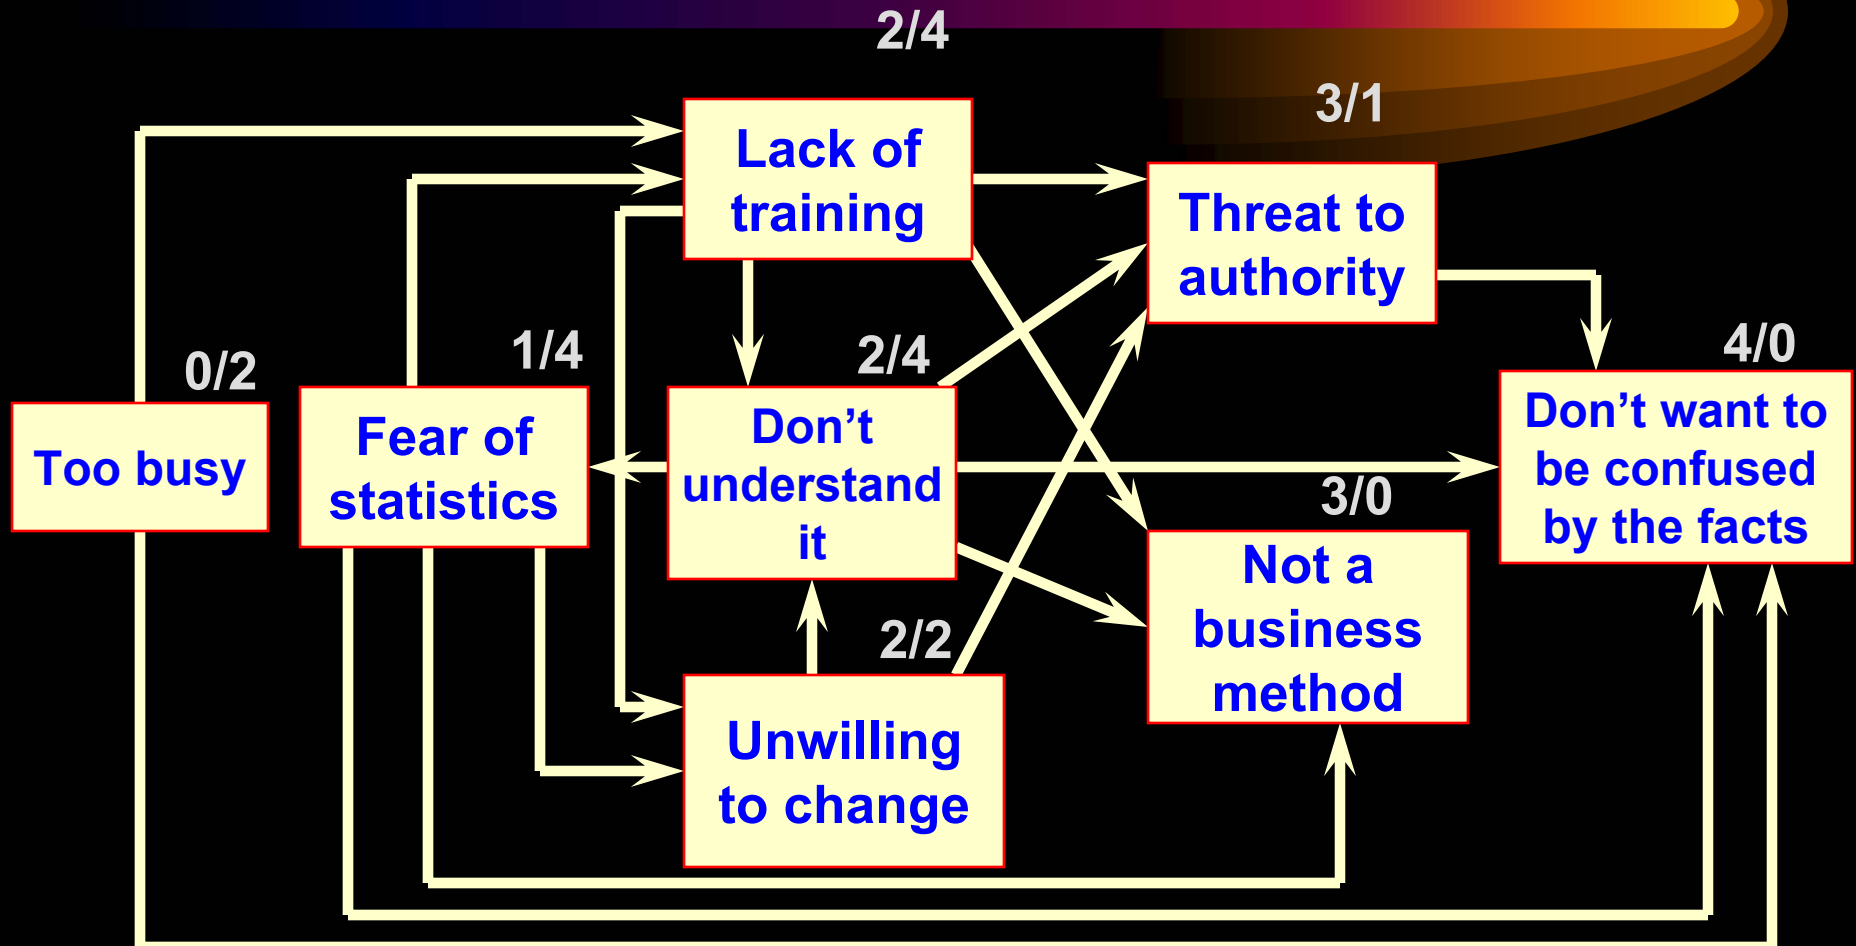 2/4
3/1
Lack of
training
Threat to
authority
0/2
1/4
2/4
4/0
Too busy
Fear of
statistics
Don’t
understand
it
Don’t want to
be confused
by the facts
3/0
Not a
business
method
2/2
Unwilling
to change